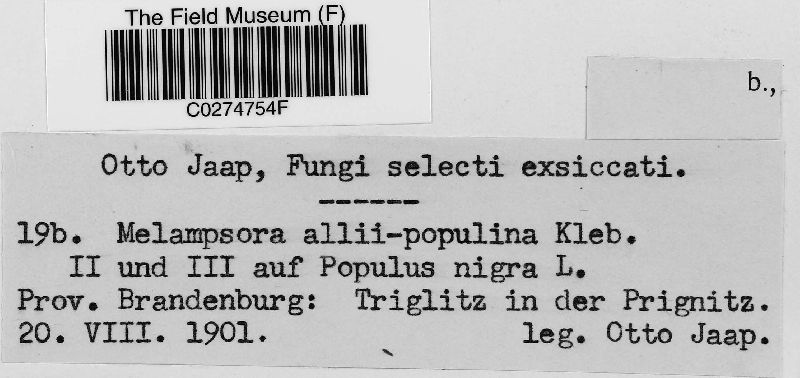 The Field Museum (F)
C0274754F
b.,
Otto Jaap, Fungi selecti exsiccati.
------
19b. Melampsora allii-populina Kleb.
II und III auf Populus nigra L.
Prov. Brandenburg: Triglitz in der Prignitz.
20. VIII. 1901. leg. Otto Jaap.